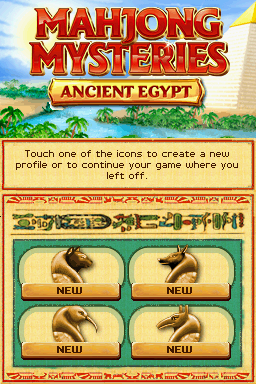 MAHJONG
MYSTERIES
ANCIENT EGYPT
Touch one of the icons to create a new
profile or to continue your game where you
left off.
NEW
NEW
NEW
NEW